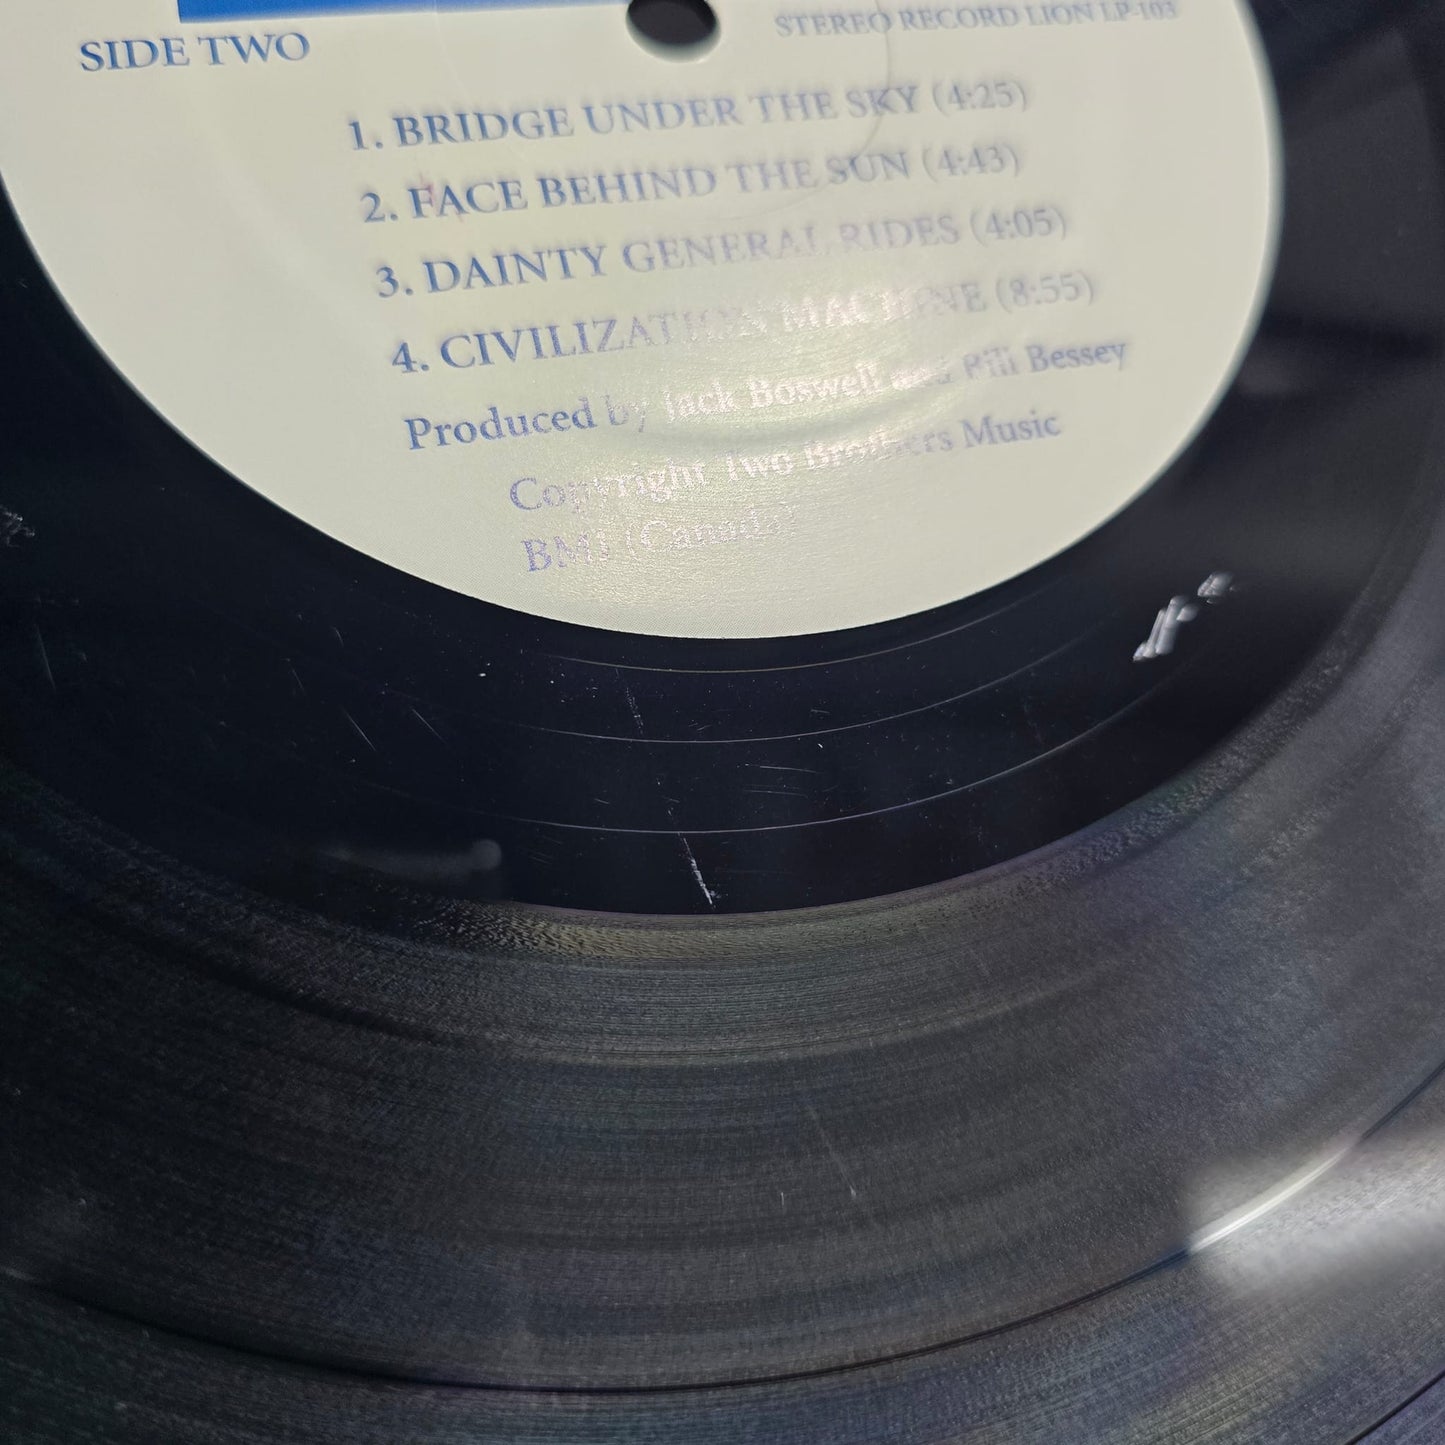 SIDE TWO
STEREO RECORD LION LP-103
1. BRIDGE UNDER THE SKY (4:25)
2. FACE BEHIND THE SUN (4:43)
3. DAINTY GENERAL RIDES (4:05)
4. CIVILIZATION MACHINE (8:55)
Produced by Jack Boswell and Bill Bessey
Copyright Two Brothers Music
BMI (Canada)